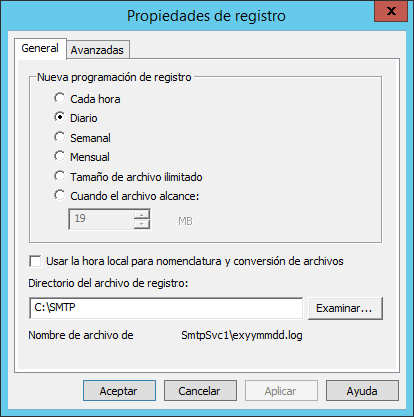 Propiedades de registro
x
General
Avanzadas
Nueva programación de registro
Cada hora
Diario
Semanal
Mensual
Tamaño de archivo ilimitado
Cuando el archivo alcance:
19 MB
Usar la hora local para nomenclatura y conversión de archivos
Directorio del archivo de registro:
C:\SMTP Examinar...
Nombre de archivo de SmtpSvc1\exyymmdd.log
Aceptar Cancelar Aplicar Ayuda